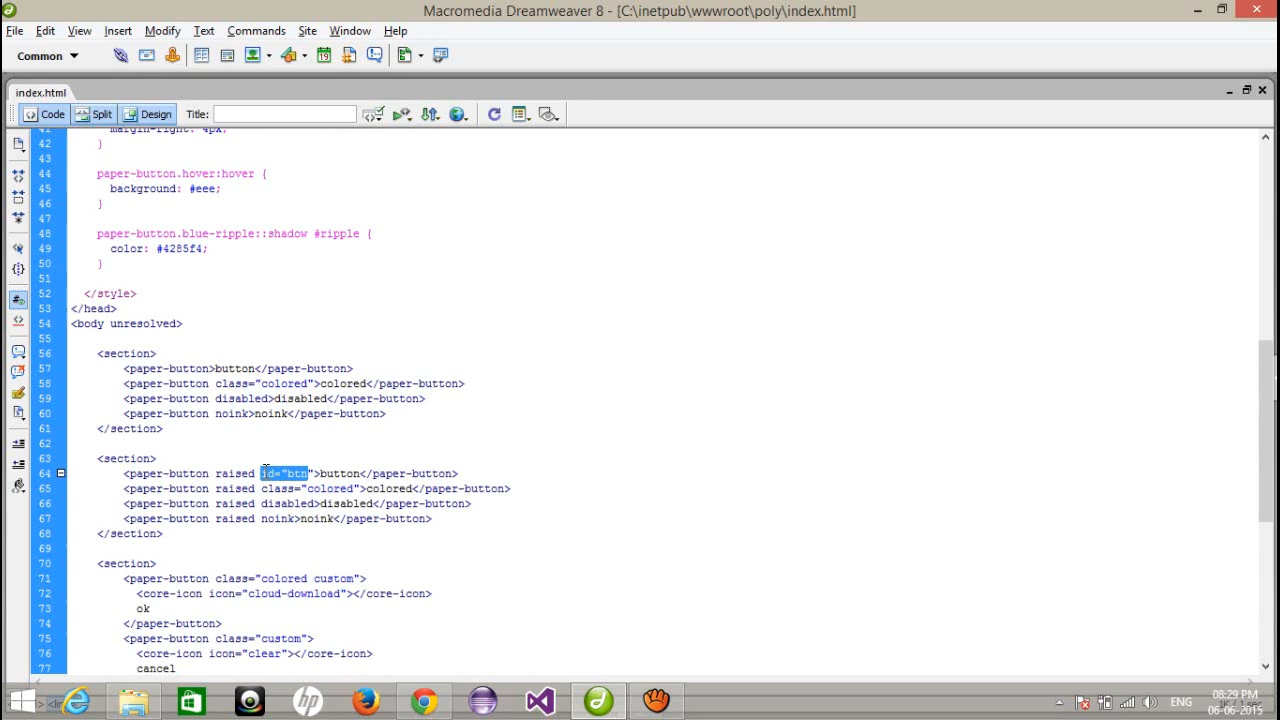 Macromedia Dreamweaver 8 - [C:\inetpub\wwwroot\poly\index.html]
File Edit View Insert Modify Text Commands Site Window Help
Common
index.html
Code Split Design Title:
41 margin-right: 4px;
42 }
43
44 paper-button.hover:hover {
45 background: #eee;
46 }
47
48 paper-button.blue-ripple::shadow #ripple {
49 color: #4285f4;
50 }
51
52 </style>
53 </head>
54 <body unresolved>
55
56 <section>
57 <paper-button>button</paper-button>
58 <paper-button class="colored">colored</paper-button>
59 <paper-button disabled>disabled</paper-button>
60 <paper-button noink>noink</paper-button>
61 </section>
62
63 <section>
64 <paper-button raised id="btn">button</paper-button>
65 <paper-button raised class="colored">colored</paper-button>
66 <paper-button raised disabled>disabled</paper-button>
67 <paper-button raised noink>noink</paper-button>
68 </section>
69
70 <section>
71 <paper-button class="colored custom">
72 <core-icon icon="cloud-download"></core-icon>
73 ok
74 </paper-button>
75 <paper-button class="custom">
76 <core-icon icon="clear"></core-icon>
77 cancel
ENG
08:29 PM
06-06-2015